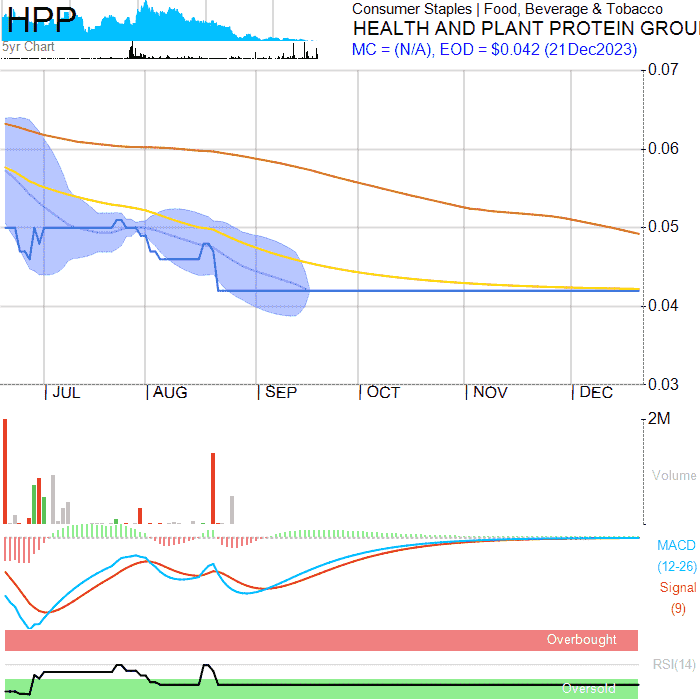 HPP
5yr Chart
Consumer Staples | Food, Beverage & Tobacco
HEALTH AND PLANT PROTEIN GROU
MC = (N/A), EOD = $0.042 (21Dec2023)
0.07
0.06
0.05
0.04
0.03
JUL AUG SEP OCT NOV DEC
2M
Volume
MACD
(12-26)
Signal
(9)
Overbought
RSI(14)
Oversold